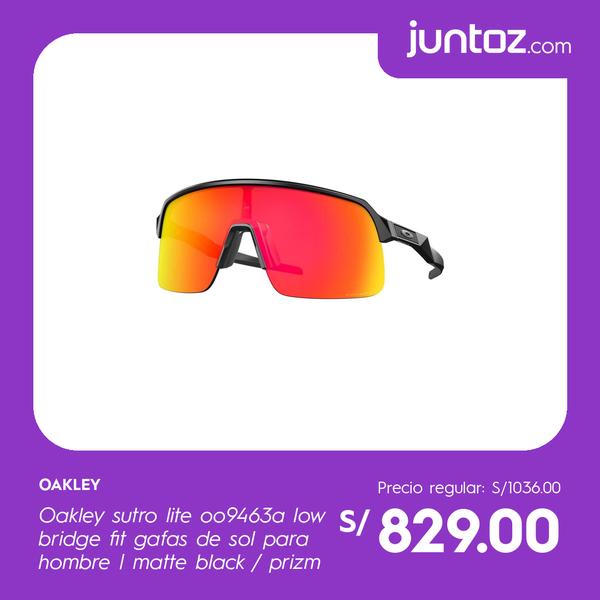 juntoz.com
OAKLEY
Oakley sutro lite oo9463a low
bridge fit gafas de sol para
hombre | matte black / prizm
Precio regular: S/1036.00
S/ 829.00